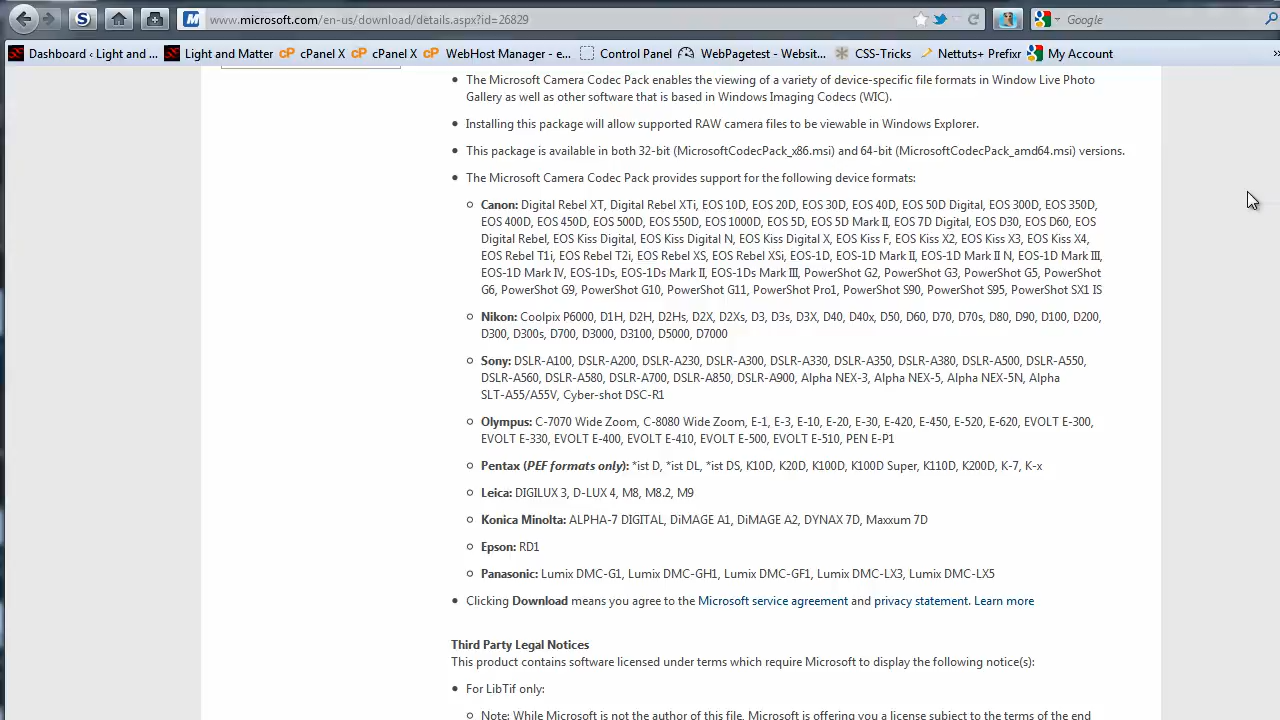 www.microsoft.com/en-us/download/details.aspx?id=26829
Google
Dashboard ‹ Light and ... Light and Matter cPanel X cPanel X WebHost Manager - e... Control Panel WebPagetest - Websit... CSS-Tricks Nettuts+ Prefixr My Account
The Microsoft Camera Codec Pack enables the viewing of a variety of device-specific file formats in Window Live Photo
Gallery as well as other software that is based in Windows Imaging Codecs (WIC).
Installing this package will allow supported RAW camera files to be viewable in Windows Explorer.
This package is available in both 32-bit (MicrosoftCodecPack_x86.msi) and 64-bit (MicrosoftCodecPack_amd64.msi) versions.
The Microsoft Camera Codec Pack provides support for the following device formats:
Canon: Digital Rebel XT, Digital Rebel XTi, EOS 10D, EOS 20D, EOS 30D, EOS 40D, EOS 50D Digital, EOS 300D, EOS 350D,
EOS 400D, EOS 450D, EOS 500D, EOS 550D, EOS 1000D, EOS 5D, EOS 5D Mark II, EOS 7D Digital, EOS D30, EOS D60, EOS
Digital Rebel, EOS Kiss Digital, EOS Kiss Digital N, EOS Kiss Digital X, EOS Kiss F, EOS Kiss X2, EOS Kiss X3, EOS Kiss X4,
EOS Rebel T1i, EOS Rebel T2i, EOS Rebel XS, EOS Rebel XSi, EOS-1D, EOS-1D Mark II, EOS-1D Mark II N, EOS-1D Mark III,
EOS-1D Mark IV, EOS-1Ds, EOS-1Ds Mark II, EOS-1Ds Mark III, PowerShot G2, PowerShot G3, PowerShot G5, PowerShot
G6, PowerShot G9, PowerShot G10, PowerShot G11, PowerShot Pro1, PowerShot S90, PowerShot S95, PowerShot SX1 IS
Nikon: Coolpix P6000, D1H, D2H, D2Hs, D2X, D2Xs, D3, D3s, D3X, D40, D40x, D50, D60, D70, D70s, D80, D90, D100, D200,
D300, D300s, D700, D3000, D3100, D5000, D7000
Sony: DSLR-A100, DSLR-A200, DSLR-A230, DSLR-A300, DSLR-A330, DSLR-A350, DSLR-A380, DSLR-A500, DSLR-A550,
DSLR-A560, DSLR-A580, DSLR-A700, DSLR-A850, DSLR-A900, Alpha NEX-3, Alpha NEX-5, Alpha NEX-5N, Alpha
SLT-A55/A55V, Cyber-shot DSC-R1
Olympus: C-7070 Wide Zoom, C-8080 Wide Zoom, E-1, E-3, E-10, E-20, E-30, E-420, E-450, E-520, E-620, EVOLT E-300,
EVOLT E-330, EVOLT E-400, EVOLT E-410, EVOLT E-500, EVOLT E-510, PEN E-P1
Pentax (PEF formats only): *ist D, *ist DL, *ist DS, K10D, K20D, K100D, K100D Super, K110D, K200D, K-7, K-x
Leica: DIGILUX 3, D-LUX 4, M8, M8.2, M9
Konica Minolta: ALPHA-7 DIGITAL, DiMAGE A1, DiMAGE A2, DYNAX 7D, Maxxum 7D
Epson: RD1
Panasonic: Lumix DMC-G1, Lumix DMC-GH1, Lumix DMC-GF1, Lumix DMC-LX3, Lumix DMC-LX5
Clicking Download means you agree to the Microsoft service agreement and privacy statement. Learn more
Third Party Legal Notices
This product contains software licensed under terms which require Microsoft to display the following notice(s):
For LibTif only:
Note: While Microsoft is not the author of this file, Microsoft is offering you a license subject to the terms of the end